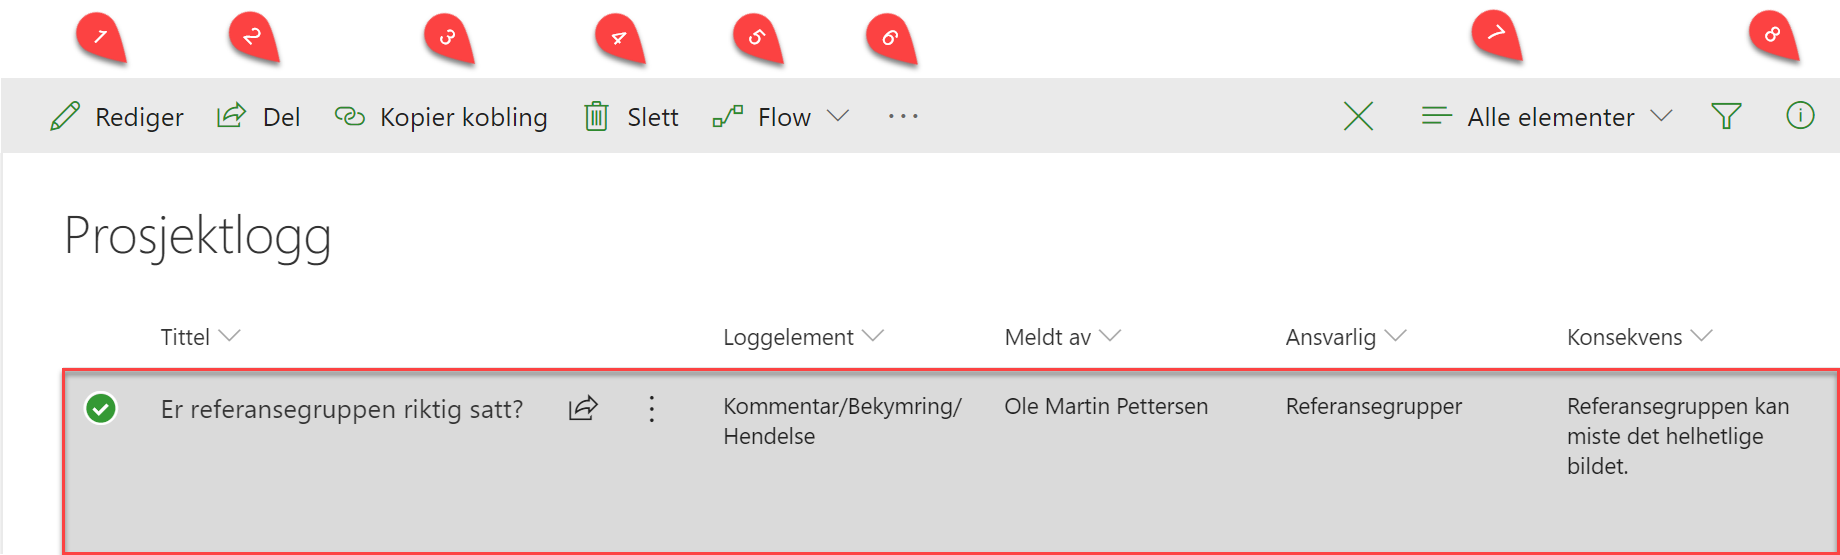 1 2 3 4 5 6 7 8
Rediger Del Kopier kobling Slett Flow ··· Alle elementer
Prosjektlogg
Tittel Loggelement Meldt av Ansvarlig Konsekvens
Er referansegruppen riktig satt? Kommentar/Bekymring/ Ole Martin Pettersen Referansegrupper Referansegruppen kan
Hendelse miste det helhetlige
bildet.